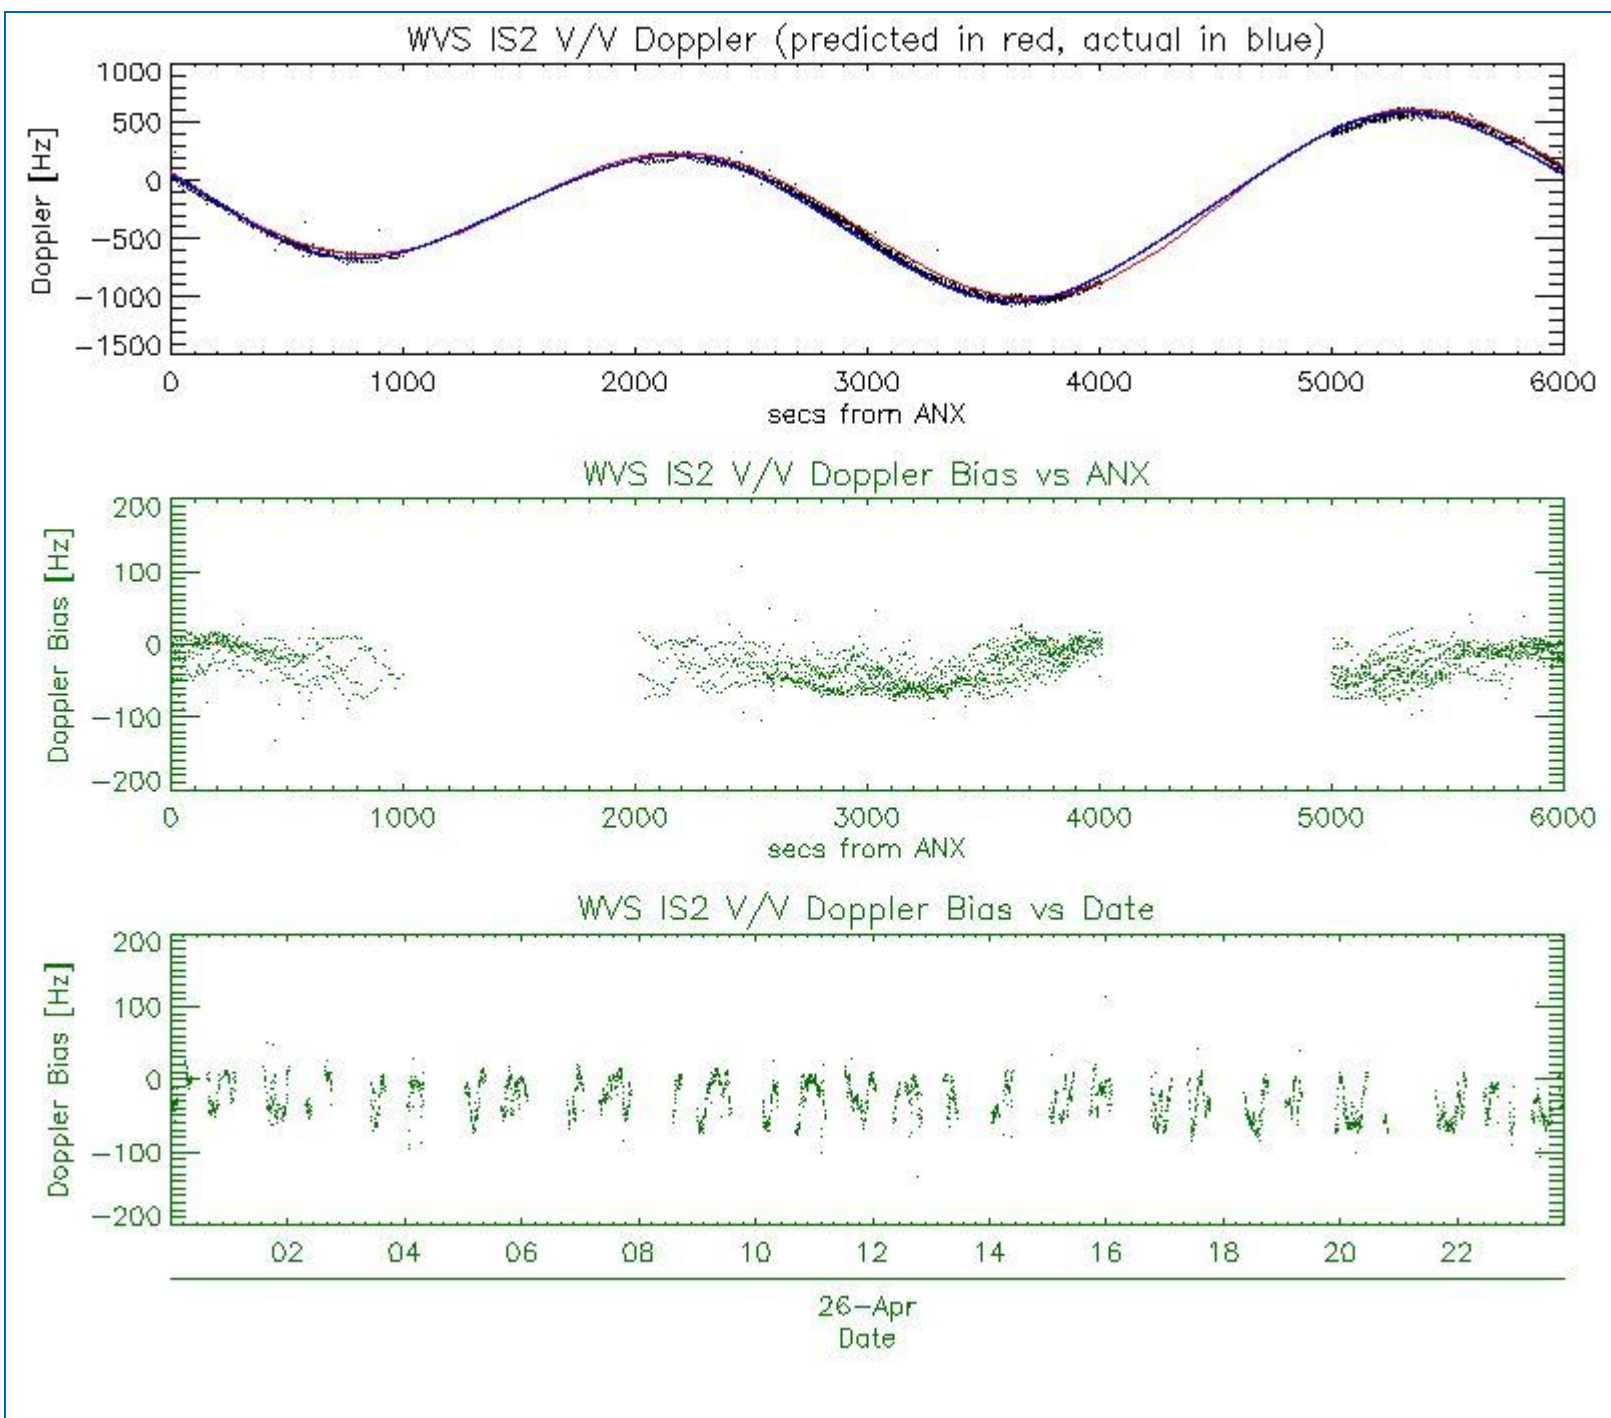 WVS IS2 V/V Doppler (predicted in red, actual in blue)
Doppler [Hz]
1000
500
0
−500
−1000
−1500
0 1000 2000 3000 4000 5000 6000
secs from ANX
WVS IS2 V/V Doppler Bias vs ANX
Doppler Bias [Hz]
200
100
0
−100
−200
0 1000 2000 3000 4000 5000 6000
secs from ANX
WVS IS2 V/V Doppler Bias vs Date
Doppler Bias [Hz]
200
100
0
−100
−200
02 04 06 08 10 12 14 16 18 20 22
26−Apr
Date